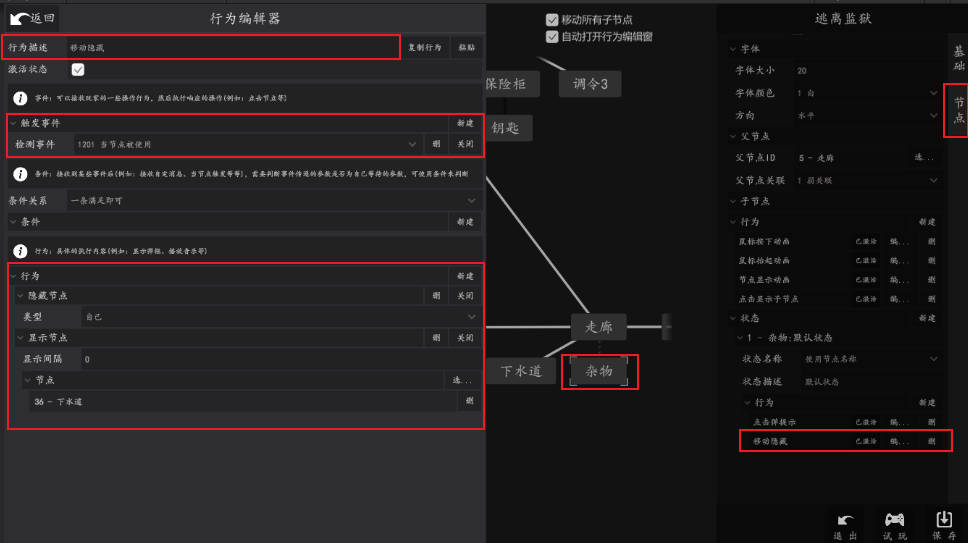 返回
行为编辑器
行为描述 移动隐藏 复制行为 粘贴
激活状态
事件: 可以接收玩家的一些操作行为, 然后执行响应的操作(例如: 点击节点等)
触发事件 新建
检测事件 1201 当节点被使用 删 关闭
条件: 接收到某些事件后(例如: 接收自定消息、当节点触发等等), 需要判断事件传递的参数是否为自己等待的参数, 可使用条件来判断
条件关系 一条满足即可
条件 新建
行为: 具体的执行内容(例如: 显示弹框、播放音乐等)
行为 新建
隐藏节点 删 关闭
类型 自己
显示节点 删 关闭
显示间隔 0
节点 选...
36 - 下水道 删
移动所有子节点
自动打开行为编辑窗
保险柜
调令3
钥匙
走廊
下水道
杂物
逃离监狱
基础
节点
字体
字体大小 20
字体颜色 1 白
方向 水平
父节点
父节点ID 5 - 走廊 选...
父节点关联 1 弱关联
子节点
行为 新建
鼠标按下动画 已激活 编... 删
鼠标抬起动画 已激活 编... 删
节点显示动画 已激活 编... 删
点击显示子节点 已激活 编... 删
状态 新建
1 - 杂物:默认状态
状态名称 使用节点名称
状态描述 默认状态
行为 新建
点击弹提示 已激活 编... 删
移动隐藏 已激活 编... 删
退出
试玩
保存